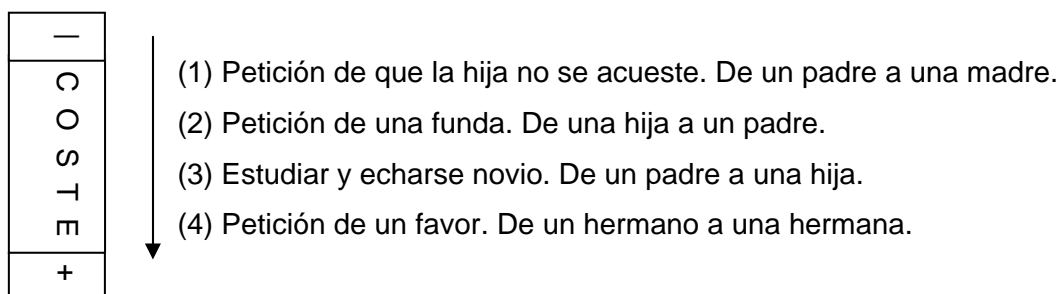 —
COSTE
+
(1) Petición de que la hija no se acueste. De un padre a una madre.
(2) Petición de una funda. De una hija a un padre.
(3) Estudiar y echarse novio. De un padre a una hija.
(4) Petición de un favor. De un hermano a una hermana.